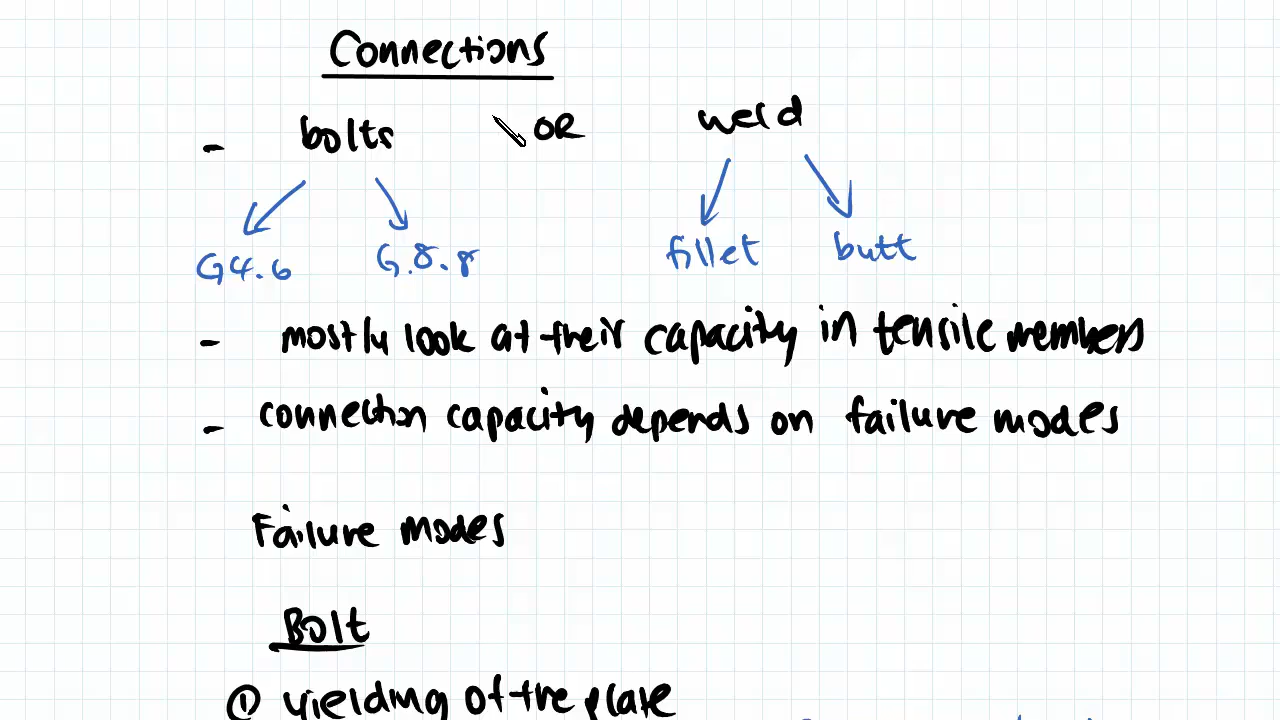 Connections
- bolts OR weld
G4.6 G.8.8 fillet butt
- mostly look at their capacity in tensile members
- connection capacity depends on failure modes
Failure modes
Bolt
① yielding of the plate